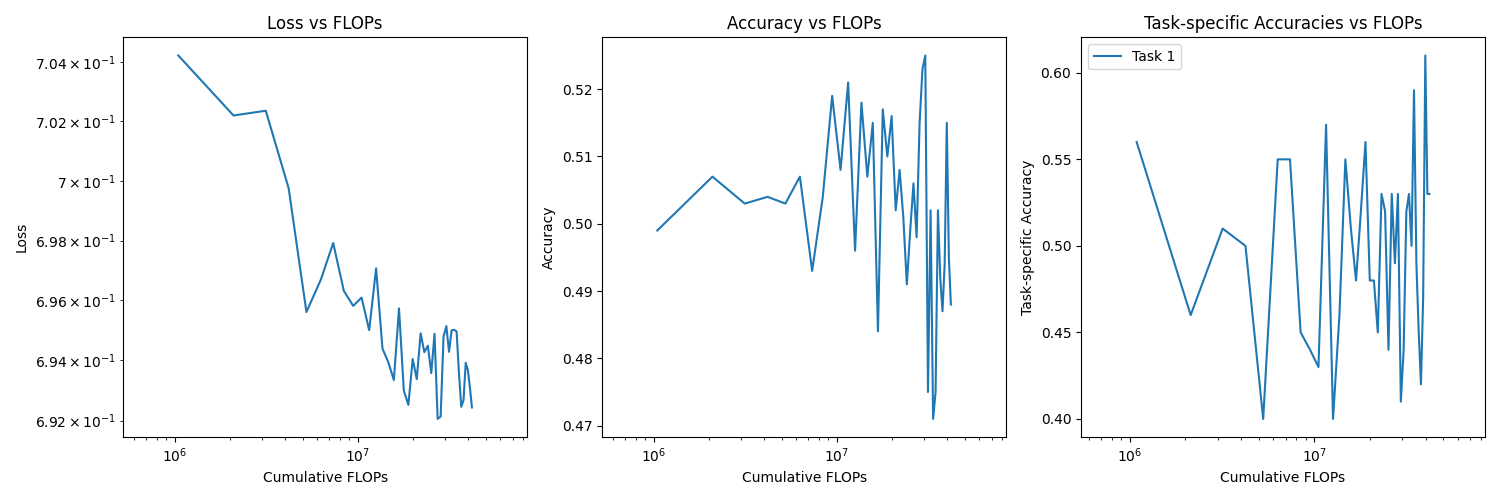 Loss vs FLOPs
7.04 × 10⁻¹
7.02 × 10⁻¹
7 × 10⁻¹
6.98 × 10⁻¹
6.96 × 10⁻¹
6.94 × 10⁻¹
6.92 × 10⁻¹
Loss
10⁶
10⁷
Cumulative FLOPs
Accuracy vs FLOPs
0.52
0.51
0.50
0.49
0.48
0.47
Accuracy
10⁶
10⁷
Cumulative FLOPs
Task-specific Accuracies vs FLOPs
Task 1
0.60
0.55
0.50
0.45
0.40
Task-specific Accuracy
10⁶
10⁷
Cumulative FLOPs